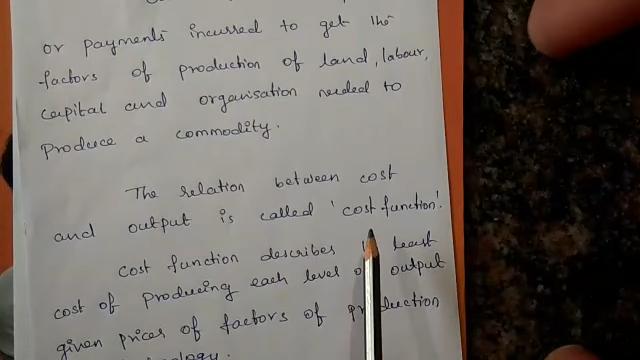 or payments incurred to get the
factors of production of land, labour,
capital and organisation needed to
produce a commodity.
The relation between cost
and output is called 'cost function'.
Cost function describes least
cost of producing each level of output
given prices of factors of production